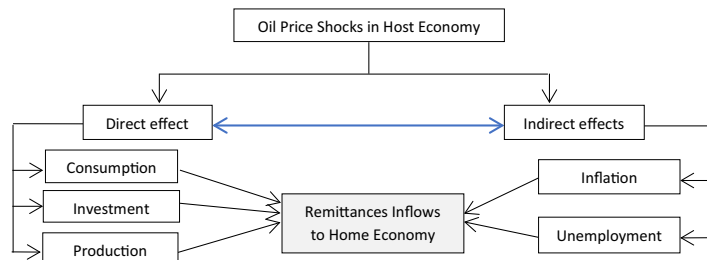 Oil Price Shocks in Host Economy
Direct effect
Indirect effects
Consumption
Investment
Production
Remittances Inflows
to Home Economy
Inflation
Unemployment